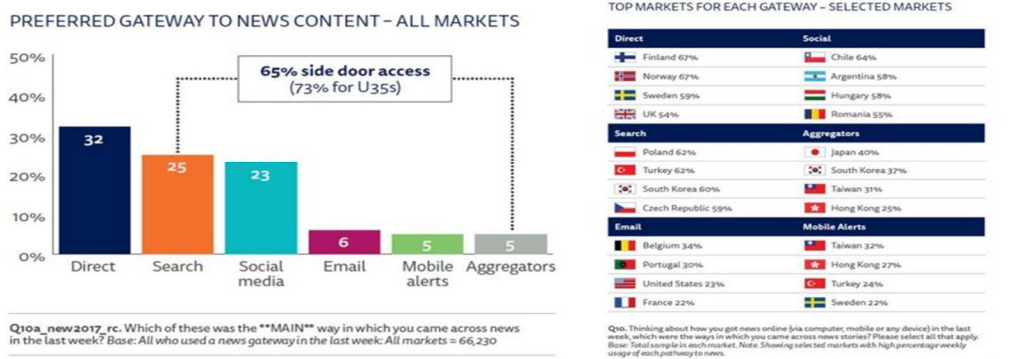 PREFERRED GATEWAY TO NEWS CONTENT – ALL MARKETS
50%
40%
30%
20%
10%
0%
65% side door access
(73% for U35s)
32
25
23
6
5
5
Direct
Search
Social
media
Email
Mobile
alerts
Aggregators
Q10a_new2017_rc. Which of these was the **MAIN** way in which you came across news
in the last week? Base: All who used a news gateway in the last week: All markets = 66,230
TOP MARKETS FOR EACH GATEWAY – SELECTED MARKETS
Direct Social
Finland 67% Chile 64%
Norway 67% Argentina 58%
Sweden 59% Hungary 58%
UK 54% Romania 55%
Search Aggregators
Poland 62% Japan 40%
Turkey 62% South Korea 37%
South Korea 60% Taiwan 31%
Czech Republic 59% Hong Kong 25%
Email Mobile Alerts
Belgium 34% Taiwan 32%
Portugal 30% Hong Kong 27%
United States 23% Turkey 24%
France 22% Sweden 22%
Q10. Thinking about how you got news online (via computer, mobile or any device) in the last
week, which were the ways in which you came across news stories? Please select all that apply.
Base: Total sample in each market. Note. Showing selected markets with high percentage weekly
usage of each pathway to news.